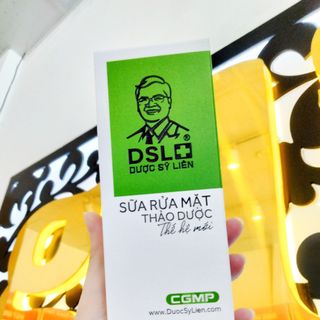 DSL
®
DƯỢC SỸ LIÊN
SỮA RỬA MẶT
THẢO DƯỢC
Thế hệ mới
CGMP
www.DuocSyLien.com